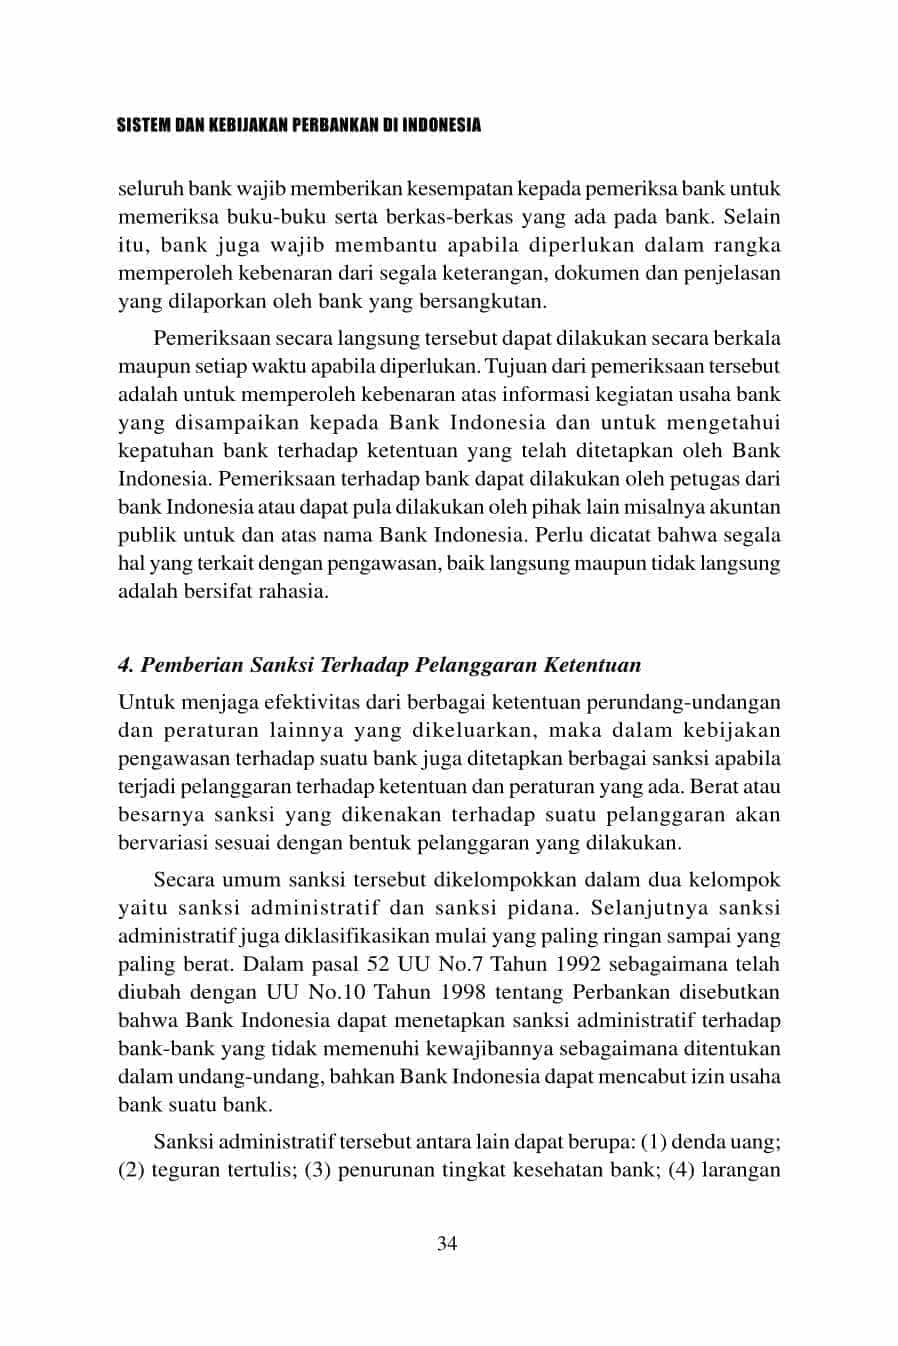 SISTEM DAN KEBIJAKAN PERBANKAN DI INDONESIA
seluruh bank wajib memberikan kesempatan kepada pemeriksa bank untuk
memeriksa buku-buku serta berkas-berkas yang ada pada bank. Selain
itu, bank juga wajib membantu apabila diperlukan dalam rangka
memperoleh kebenaran dari segala keterangan, dokumen dan penjelasan
yang dilaporkan oleh bank yang bersangkutan.
Pemeriksaan secara langsung tersebut dapat dilakukan secara berkala
maupun setiap waktu apabila diperlukan. Tujuan dari pemeriksaan tersebut
adalah untuk memperoleh kebenaran atas informasi kegiatan usaha bank
yang disampaikan kepada Bank Indonesia dan untuk mengetahui
kepatuhan bank terhadap ketentuan yang telah ditetapkan oleh Bank
Indonesia. Pemeriksaan terhadap bank dapat dilakukan oleh petugas dari
bank Indonesia atau dapat pula dilakukan oleh pihak lain misalnya akuntan
publik untuk dan atas nama Bank Indonesia. Perlu dicatat bahwa segala
hal yang terkait dengan pengawasan, baik langsung maupun tidak langsung
adalah bersifat rahasia.
4. Pemberian Sanksi Terhadap Pelanggaran Ketentuan
Untuk menjaga efektivitas dari berbagai ketentuan perundang-undangan
dan peraturan lainnya yang dikeluarkan, maka dalam kebijakan
pengawasan terhadap suatu bank juga ditetapkan berbagai sanksi apabila
terjadi pelanggaran terhadap ketentuan dan peraturan yang ada. Berat atau
besarnya sanksi yang dikenakan terhadap suatu pelanggaran akan
bervariasi sesuai dengan bentuk pelanggaran yang dilakukan.
Secara umum sanksi tersebut dikelompokkan dalam dua kelompok
yaitu sanksi administratif dan sanksi pidana. Selanjutnya sanksi
administratif juga diklasifikasikan mulai yang paling ringan sampai yang
paling berat. Dalam pasal 52 UU No.7 Tahun 1992 sebagaimana telah
diubah dengan UU No.10 Tahun 1998 tentang Perbankan disebutkan
bahwa Bank Indonesia dapat menetapkan sanksi administratif terhadap
bank-bank yang tidak memenuhi kewajibannya sebagaimana ditentukan
dalam undang-undang, bahkan Bank Indonesia dapat mencabut izin usaha
bank suatu bank.
Sanksi administratif tersebut antara lain dapat berupa: (1) denda uang;
(2) teguran tertulis; (3) penurunan tingkat kesehatan bank; (4) larangan
34